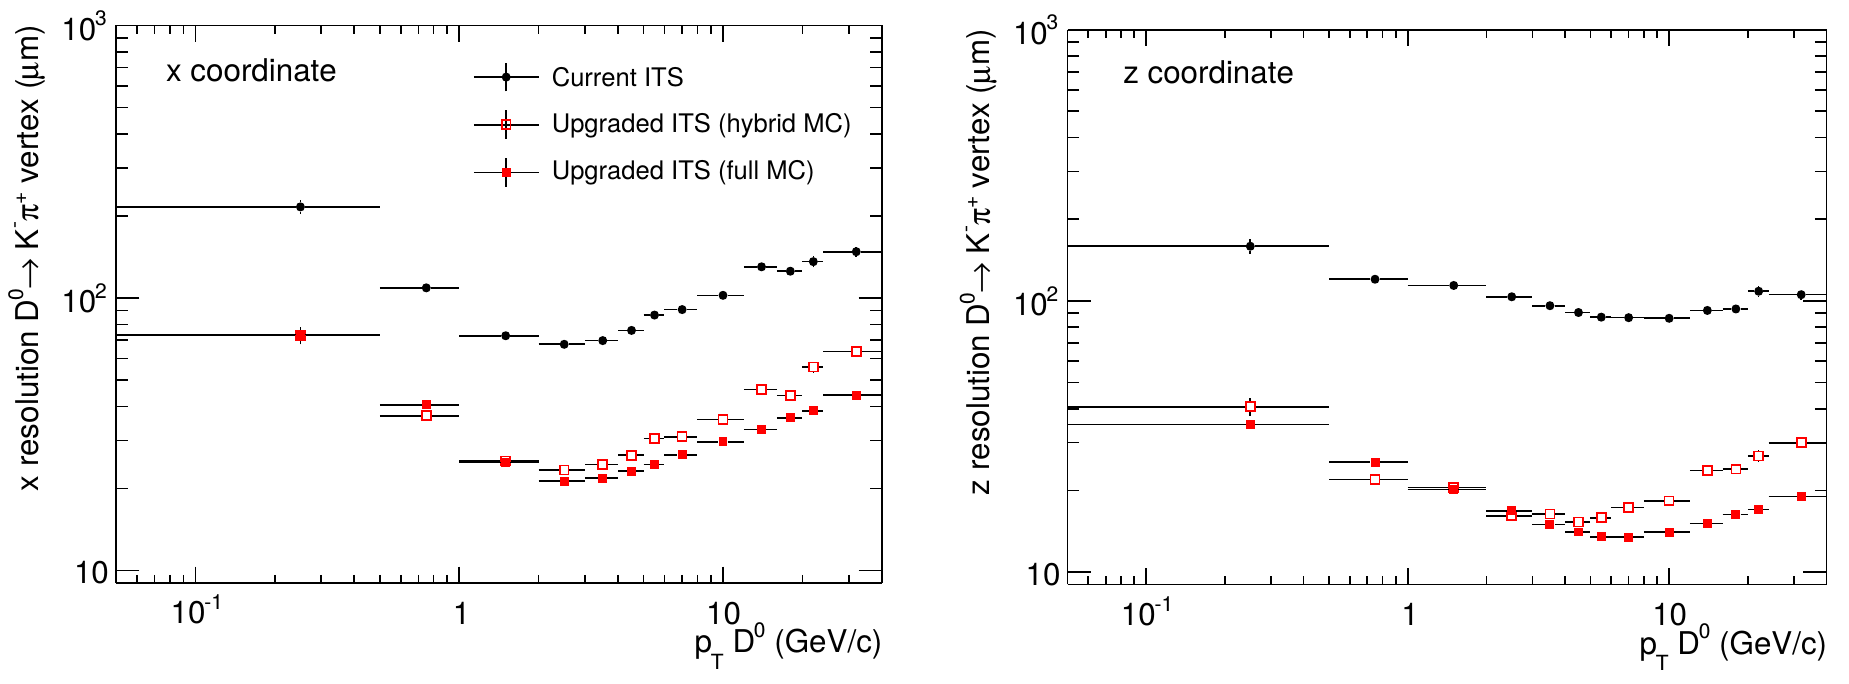 x resolution D⁰→ K⁻π⁺ vertex (μm)
10³
10²
10
x coordinate
Current ITS
Upgraded ITS (hybrid MC)
Upgraded ITS (full MC)
10⁻¹
1
10
p_T D⁰ (GeV/c)
z resolution D⁰→ K⁻π⁺ vertex (μm)
10³
10²
10
z coordinate
10⁻¹
1
10
p_T D⁰ (GeV/c)